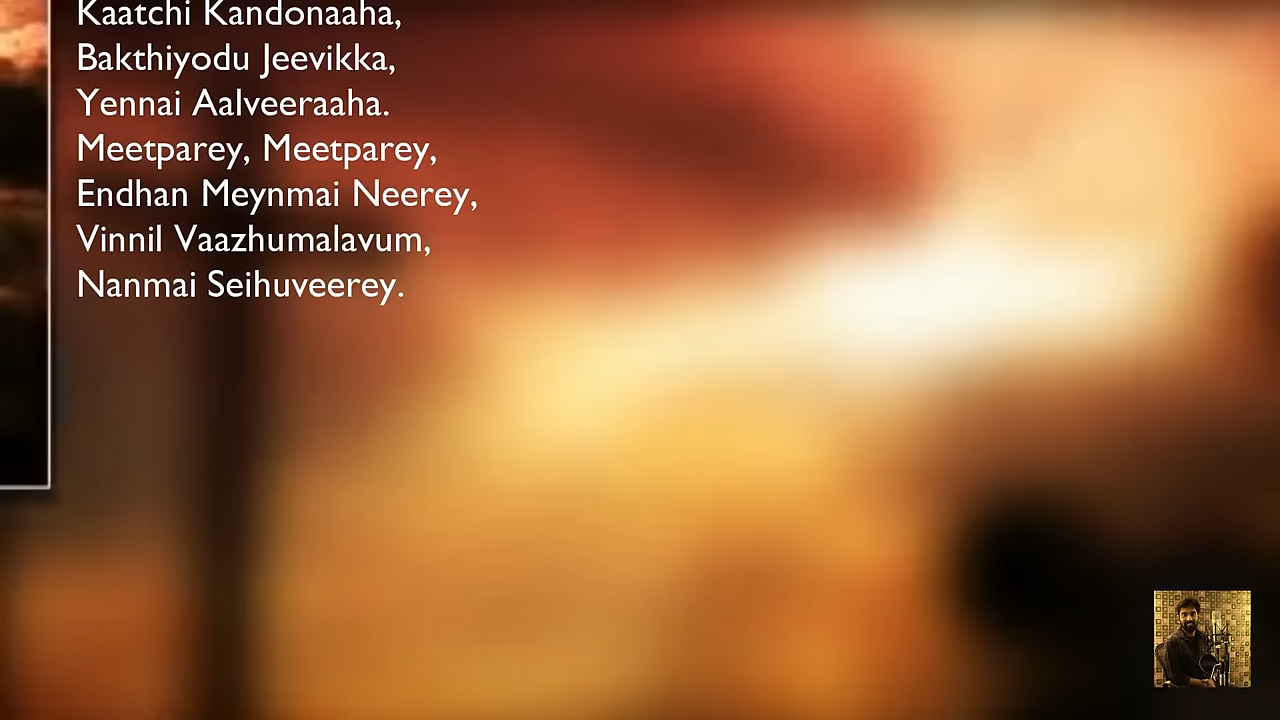 Kaatchi Kandonaaha,
Bakthiyodu Jeevikka,
Yennai Aalveeraaha.
Meetparey, Meetparey,
Endhan Meynmai Neerey,
Vinnil Vaazhumalavum,
Nanmai Seihuveerey.